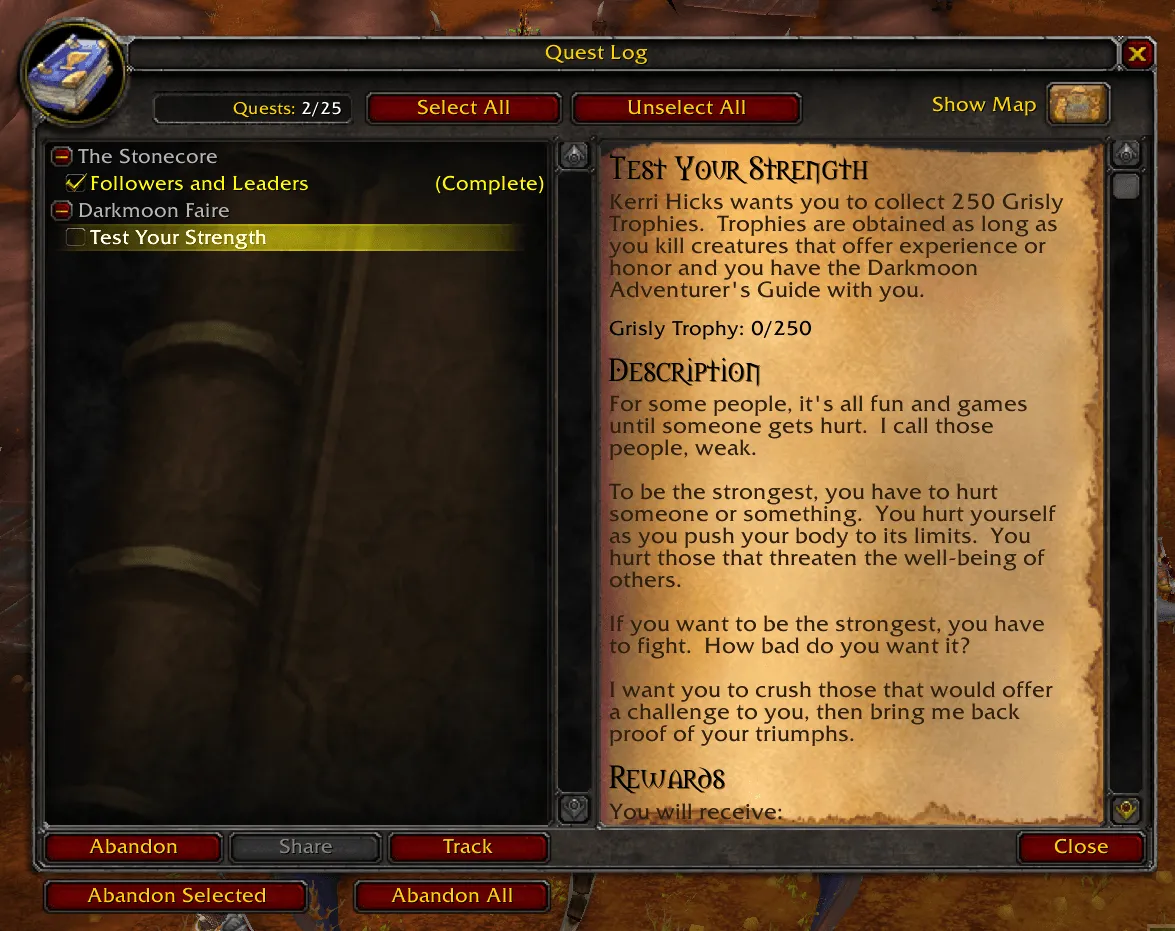 Quest Log
Quests: 2/25
Select All
Unselect All
Show Map
The Stonecore
Followers and Leaders (Complete)
Darkmoon Faire
Test Your Strength
Test Your Strength
Kerri Hicks wants you to collect 250 Grisly
Trophies.  Trophies are obtained as long as
you kill creatures that offer experience or
honor and you have the Darkmoon
Adventurer's Guide with you.
Grisly Trophy: 0/250
Description
For some people, it's all fun and games
until someone gets hurt.  I call those
people, weak.
To be the strongest, you have to hurt
someone or something.  You hurt yourself
as you push your body to its limits.  You
hurt those that threaten the well-being of
others.
If you want to be the strongest, you have
to fight.  How bad do you want it?
I want you to crush those that would offer
a challenge to you, then bring me back
proof of your triumphs.
Rewards
You will receive:
Abandon
Share
Track
Close
Abandon Selected
Abandon All